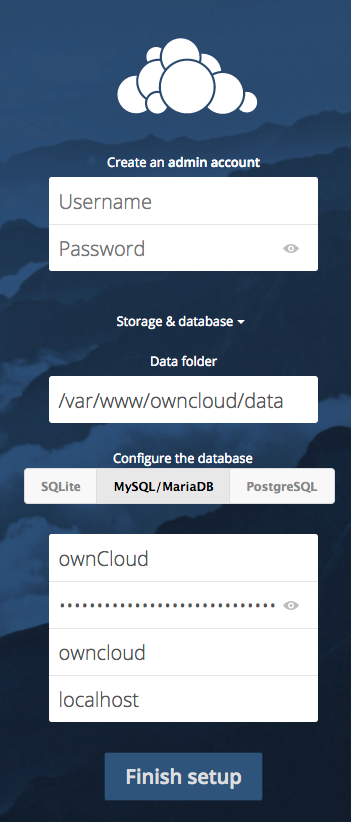 Create an admin account
Username
Password
Storage & database
Data folder
/var/www/owncloud/data
Configure the database
SQLite MySQL/MariaDB PostgreSQL
ownCloud
••••••••••••••••••••••••••••
owncloud
localhost
Finish setup